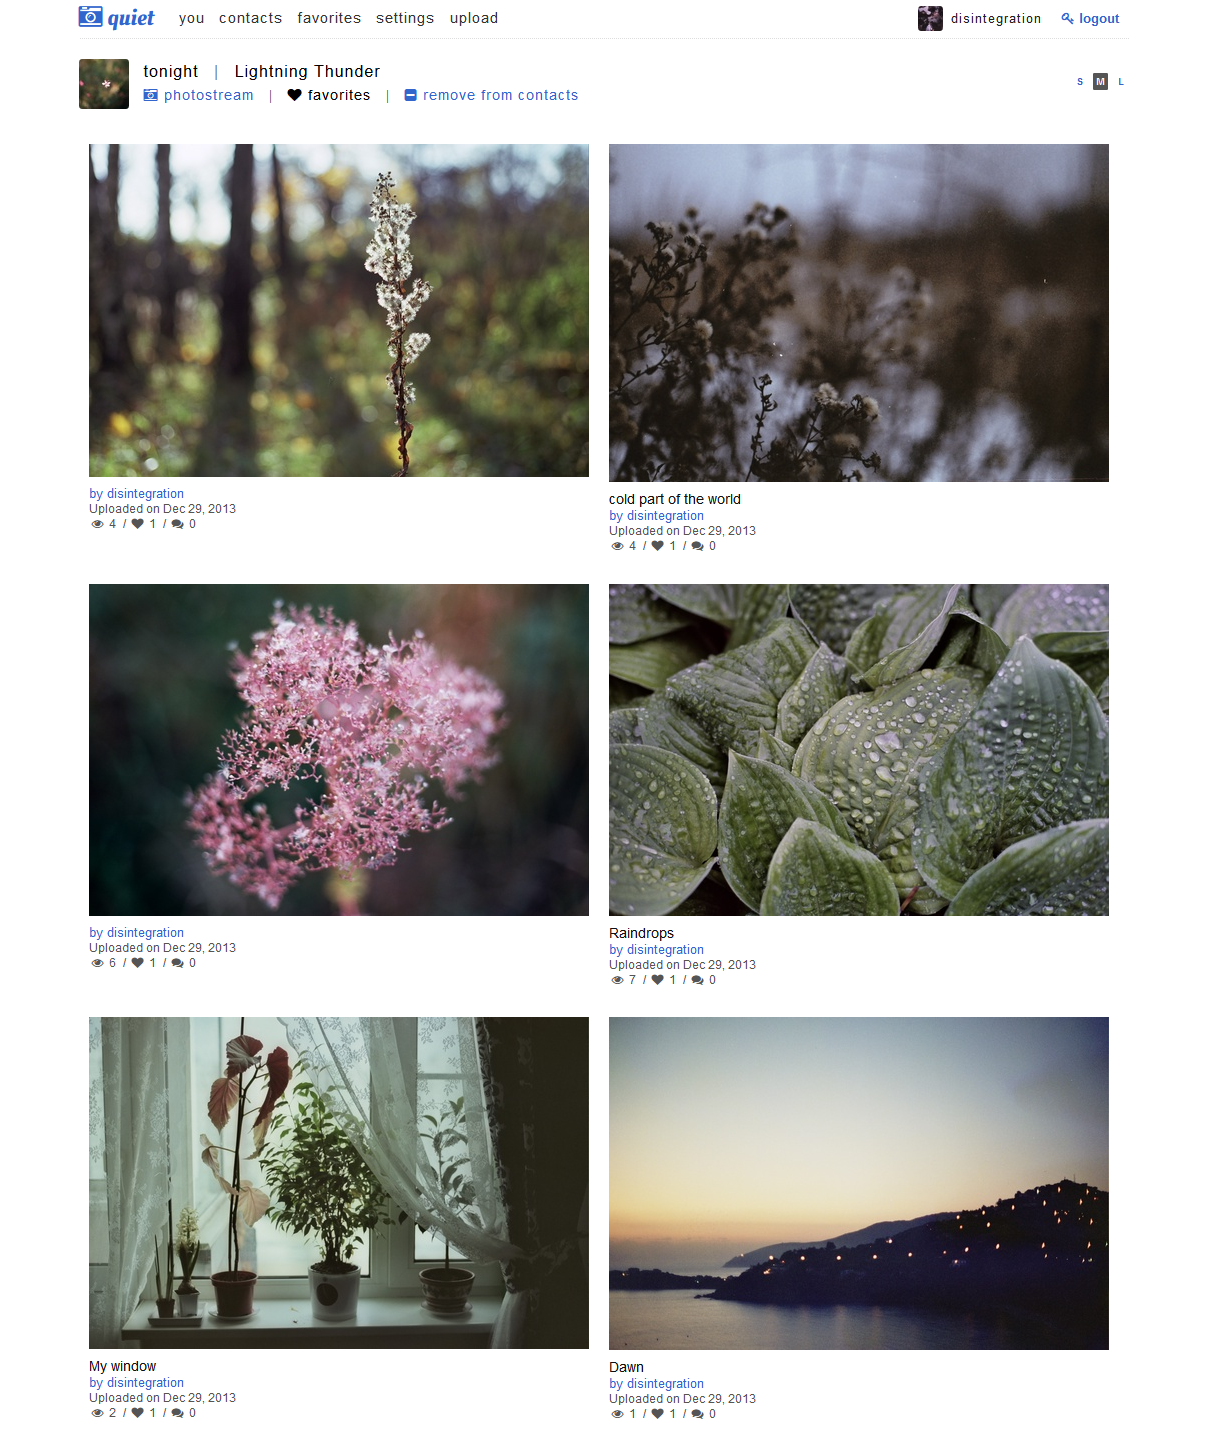 quiet you contacts favorites settings upload disintegration logout
tonight | Lightning Thunder
photostream | favorites | remove from contacts
S M L
by disintegration
Uploaded on Dec 29, 2013
4 / 1 / 0
cold part of the world
by disintegration
Uploaded on Dec 29, 2013
4 / 1 / 0
by disintegration
Uploaded on Dec 29, 2013
6 / 1 / 0
Raindrops
by disintegration
Uploaded on Dec 29, 2013
7 / 1 / 0
My window
by disintegration
Uploaded on Dec 29, 2013
2 / 1 / 0
Dawn
by disintegration
Uploaded on Dec 29, 2013
1 / 1 / 0